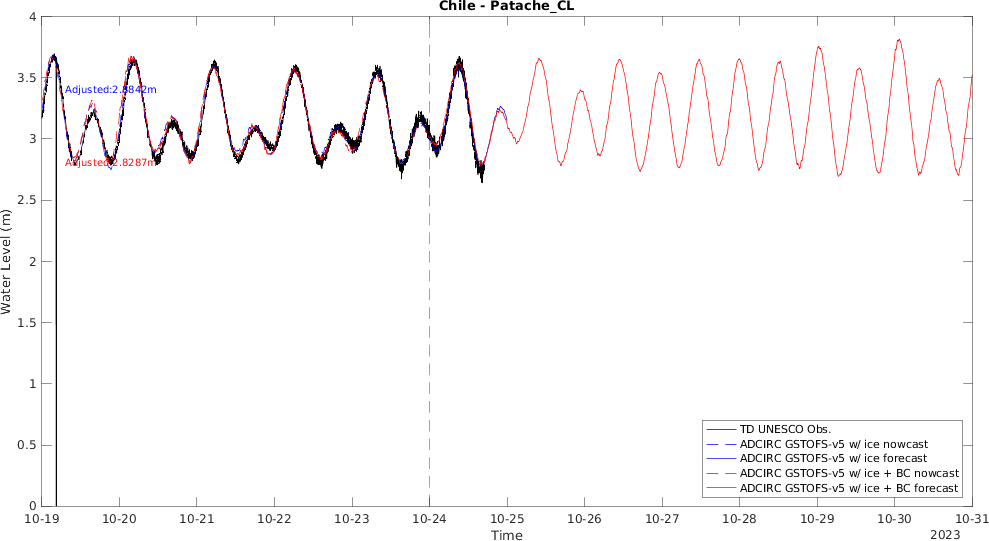 Chile - Patache_CL
4
3.5
3
2.5
2
1.5
1
0.5
0
Water Level (m)
Adjusted:2.8842m
Adjusted:2.8287m
TD UNESCO Obs.
ADCIRC GSTOFS-v5 w/ ice nowcast
ADCIRC GSTOFS-v5 w/ ice forecast
ADCIRC GSTOFS-v5 w/ ice + BC nowcast
ADCIRC GSTOFS-v5 w/ ice + BC forecast
10-19 10-20 10-21 10-22 10-23 10-24 10-25 10-26 10-27 10-28 10-29 10-30 10-31
Time
2023